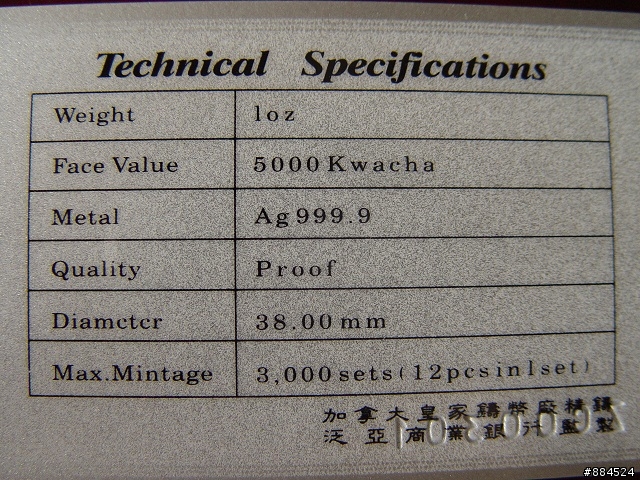 Technical Specifications
Weight 1oz
Face Value 5000 Kwacha
Metal Ag999.9
Quality Proof
Diameter 38.00mm
Max.Mintage 3,000sets(12pcsin1set)
加拿大皇家鑄幣廠精鑄
泛亞商業銀行監製
#884524